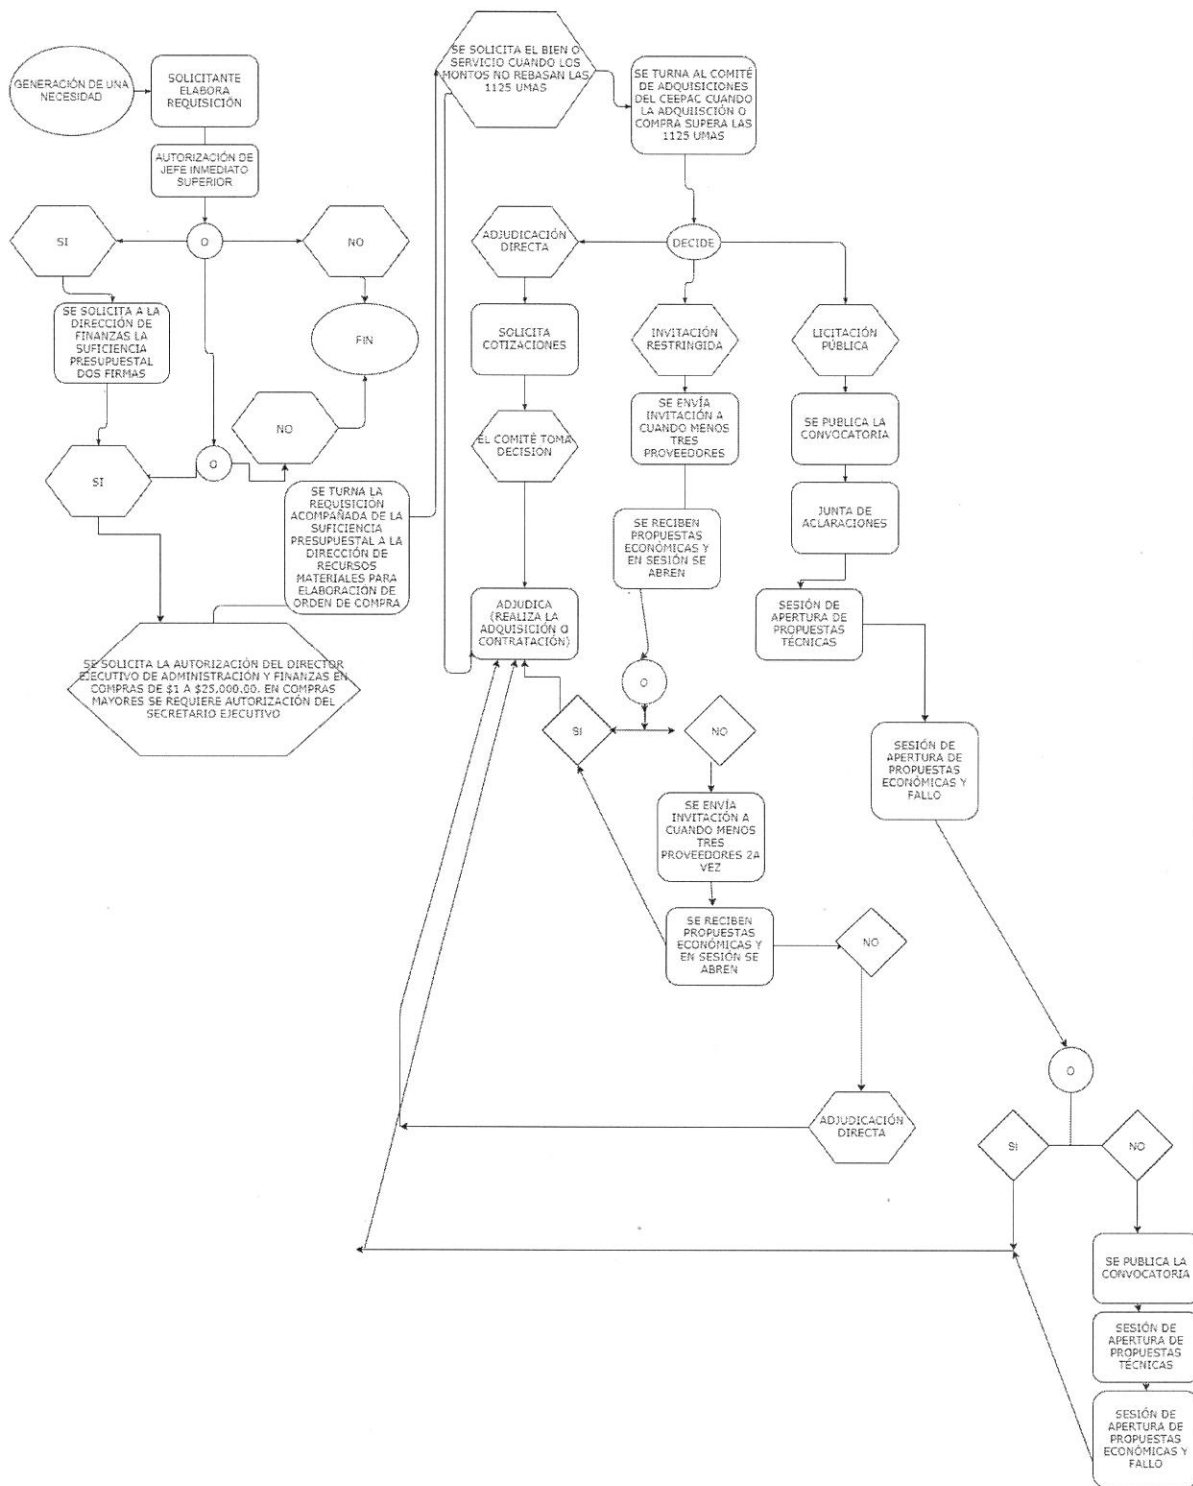 GENERACIÓN DE UNA
NECESIDAD
SOLICITANTE
ELABORA
REQUISICIÓN
AUTORIZACIÓN DE
JEFE INMEDIATO
SUPERIOR
SI
O
NO
SE SOLICITA A LA
DIRECCIÓN DE
FINANZAS LA
SUFICIENCIA
PRESUPUESTAL
DOS FIRMAS
FIN
NO
SI
O
SE TURNA LA
REQUISICIÓN
ACOMPAÑADA DE LA
SUFICIENCIA
PRESUPUESTAL A LA
DIRECCIÓN DE
RECURSOS
MATERIALES PARA
ELABORACIÓN DE
ORDEN DE COMPRA
SE SOLICITA LA AUTORIZACIÓN DEL DIRECTOR
EJECUTIVO DE ADMINISTRACIÓN Y FINANZAS EN
COMPRAS DE $1 A $25,000.00. EN COMPRAS
MAYORES SE REQUIERE AUTORIZACIÓN DEL
SECRETARIO EJECUTIVO
SE SOLICITA EL BIEN O
SERVICIO CUANDO LOS
MONTOS NO REBASAN LAS
1125 UMAS
SE TURNA AL COMITÉ
DE ADQUISICIONES
DEL CEEPAC CUANDO
LA ADQUIISCIÓN O
COMPRA SUPERA LAS
1125 UMAS
DECIDE
ADJUDICACIÓN
DIRECTA
SOLICITA
COTIZACIONES
EL COMITÉ TOMA
DECISION
ADJUDICA
(REALIZA LA
ADQUISICIÓN O
CONTRATACIÓN)
INVITACIÓN
RESTRINGIDA
SE ENVÍA
INVITACIÓN A
CUANDO MENOS
TRES
PROVEEDORES
SE RECIBEN
PROPUESTAS
ECONÓMICAS Y
EN SESIÓN SE
ABREN
O
SI
NO
SE ENVÍA
INVITACIÓN A
CUANDO MENOS
TRES
PROVEEDORES 2A
VEZ
SE RECIBEN
PROPUESTAS
ECONÓMICAS Y
EN SESIÓN SE
ABREN
NO
ADJUDICACIÓN
DIRECTA
LICITACIÓN
PÚBLICA
SE PUBLICA LA
CONVOCATORIA
JUNTA DE
ACLARACIONES
SESIÓN DE
APERTURA DE
PROPUESTAS
TÉCNICAS
SESIÓN DE
APERTURA DE
PROPUESTAS
ECONÓMICAS Y
FALLO
O
SI
NO
SE PUBLICA LA
CONVOCATORIA
SESIÓN DE
APERTURA DE
PROPUESTAS
TÉCNICAS
SESIÓN DE
APERTURA DE
PROPUESTAS
ECONÓMICAS Y
FALLO